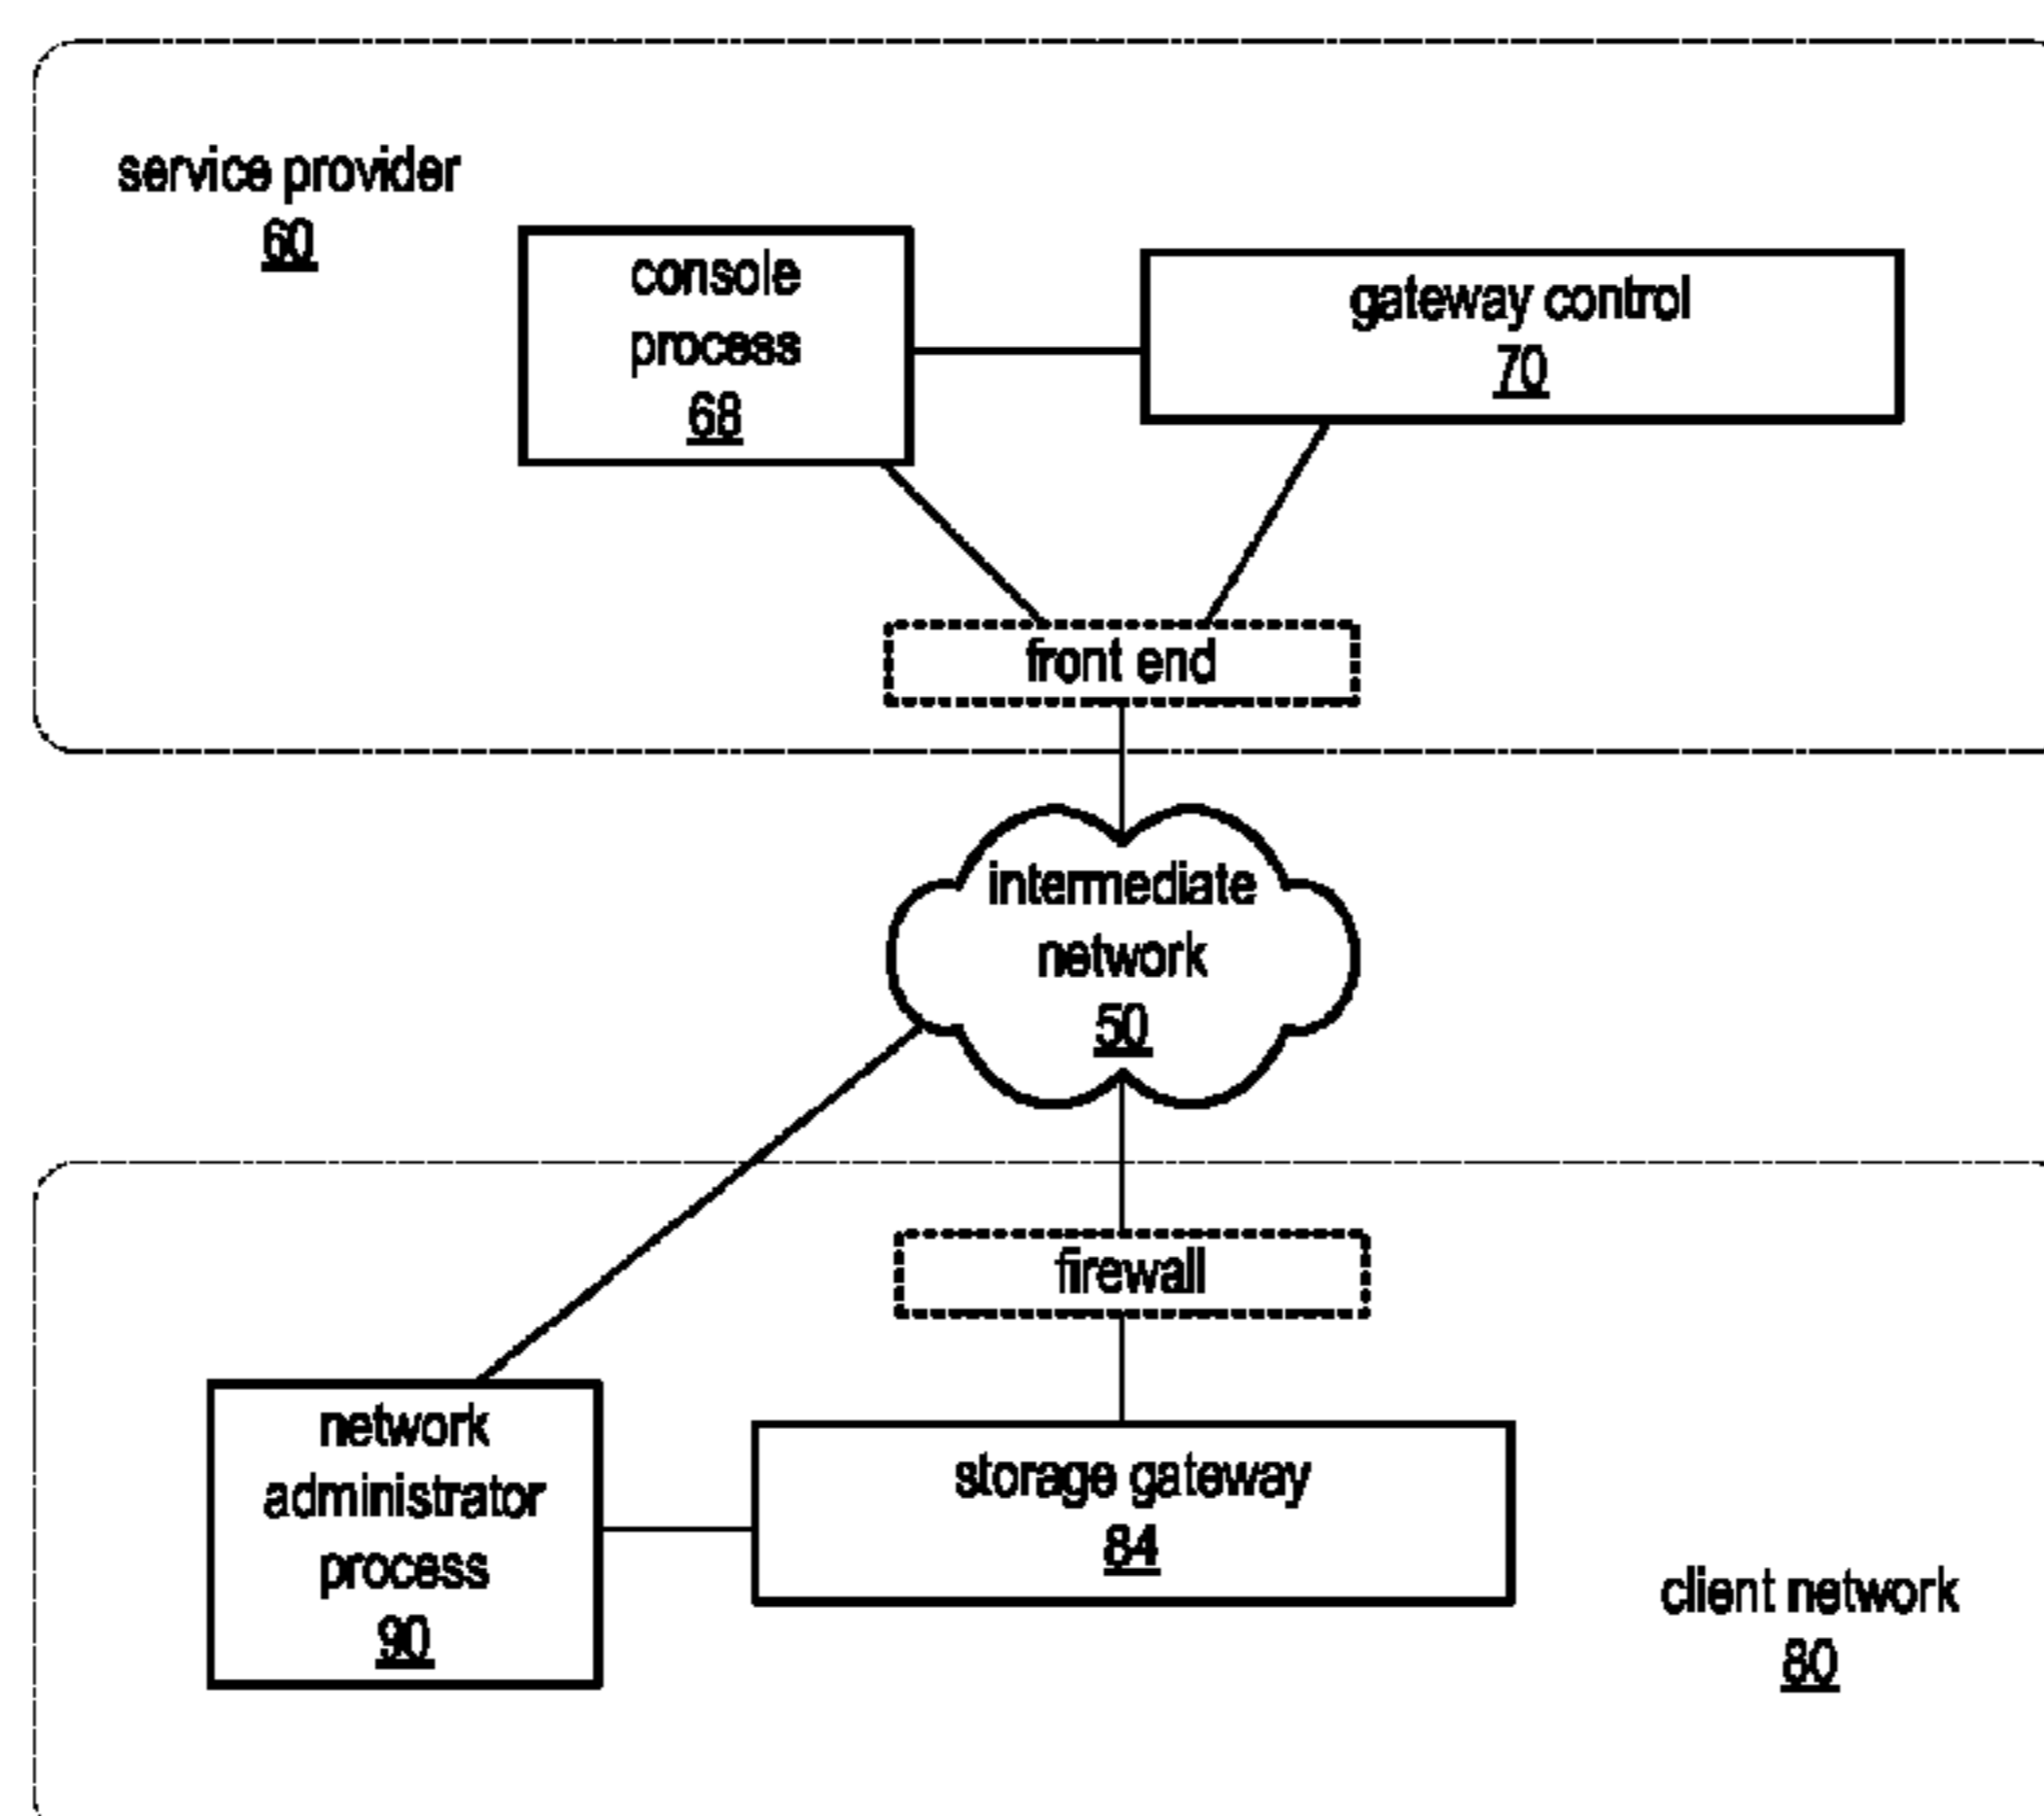 service provider
60
console
process
68
gateway control
70
front end
intermediate
network
50
firewall
network
administrator
process
90
storage gateway
84
client network
80